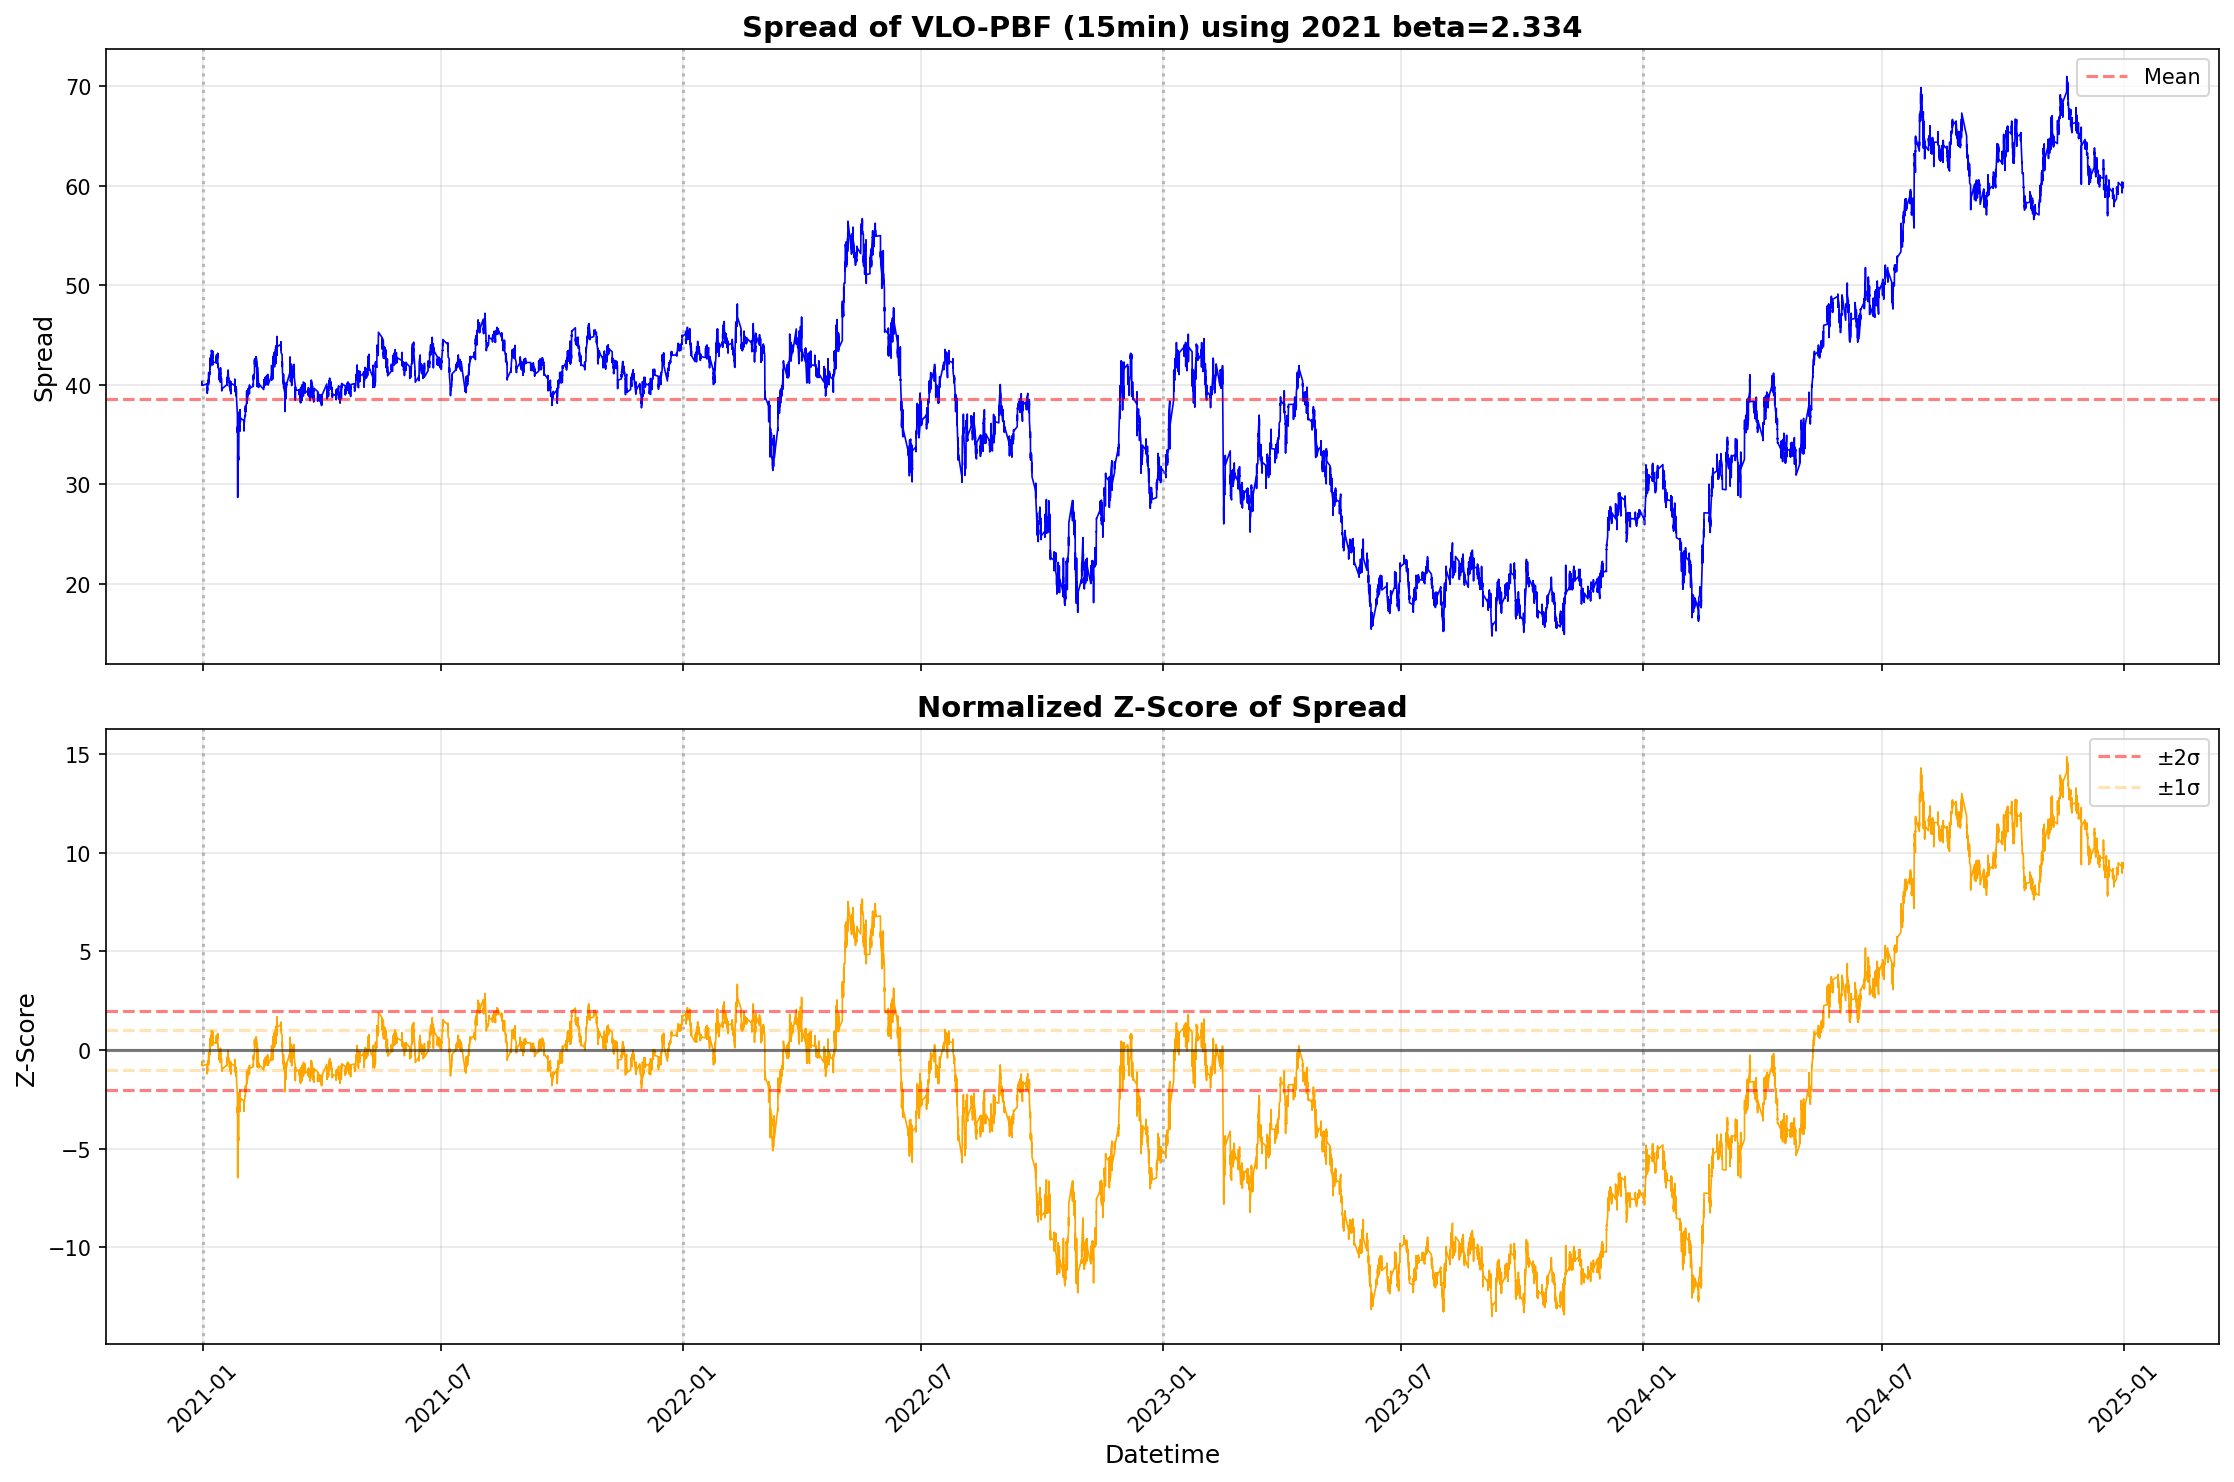 Spread of VLO-PBF (15min) using 2021 beta=2.334
Mean
Spread
70
60
50
40
30
20
Normalized Z-Score of Spread
±2σ
±1σ
Z-Score
15
10
5
0
−5
−10
2021-01
2021-07
2022-01
2022-07
2023-01
2023-07
2024-01
2024-07
2025-01
Datetime